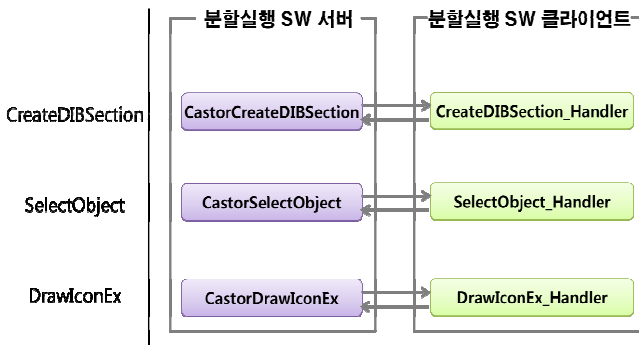 분할실행 SW 서버
분할실행 SW 클라이언트
CreateDIBSection
CastorCreateDIBSection
CreateDIBSection_Handler
SelectObject
CastorSelectObject
SelectObject_Handler
DrawIconEx
CastorDrawIconEx
DrawIconEx_Handler